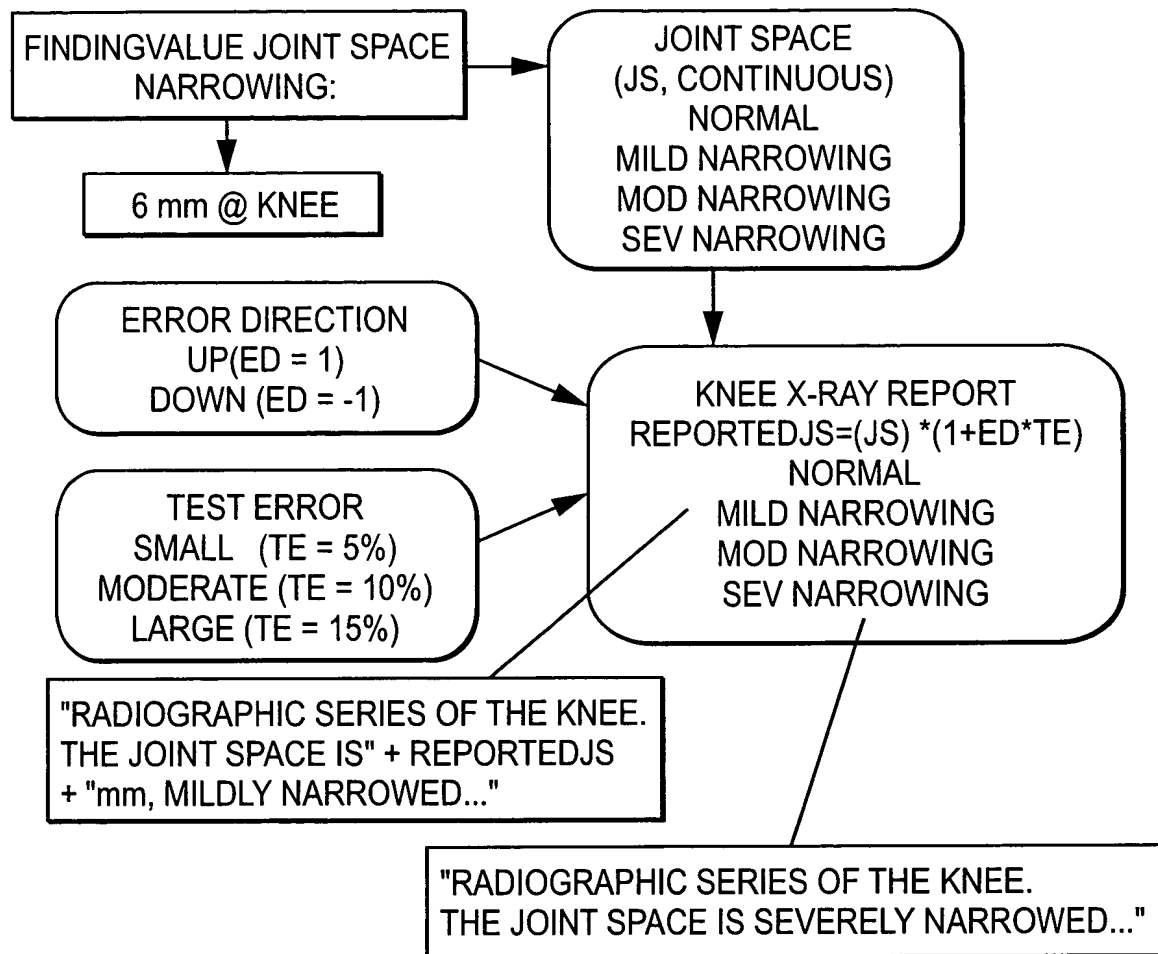 FINDINGVALUE JOINT SPACE
NARROWING:
6 mm @ KNEE
JOINT SPACE
(JS, CONTINUOUS)
NORMAL
MILD NARROWING
MOD NARROWING
SEV NARROWING
ERROR DIRECTION
UP(ED = 1)
DOWN (ED = -1)
TEST ERROR
SMALL (TE = 5%)
MODERATE (TE = 10%)
LARGE (TE = 15%)
KNEE X-RAY REPORT
REPORTEDJS=(JS) *(1+ED*TE)
NORMAL
MILD NARROWING
MOD NARROWING
SEV NARROWING
"RADIOGRAPHIC SERIES OF THE KNEE.
THE JOINT SPACE IS" + REPORTEDJS
+ "mm, MILDLY NARROWED..."
"RADIOGRAPHIC SERIES OF THE KNEE.
THE JOINT SPACE IS SEVERELY NARROWED..."